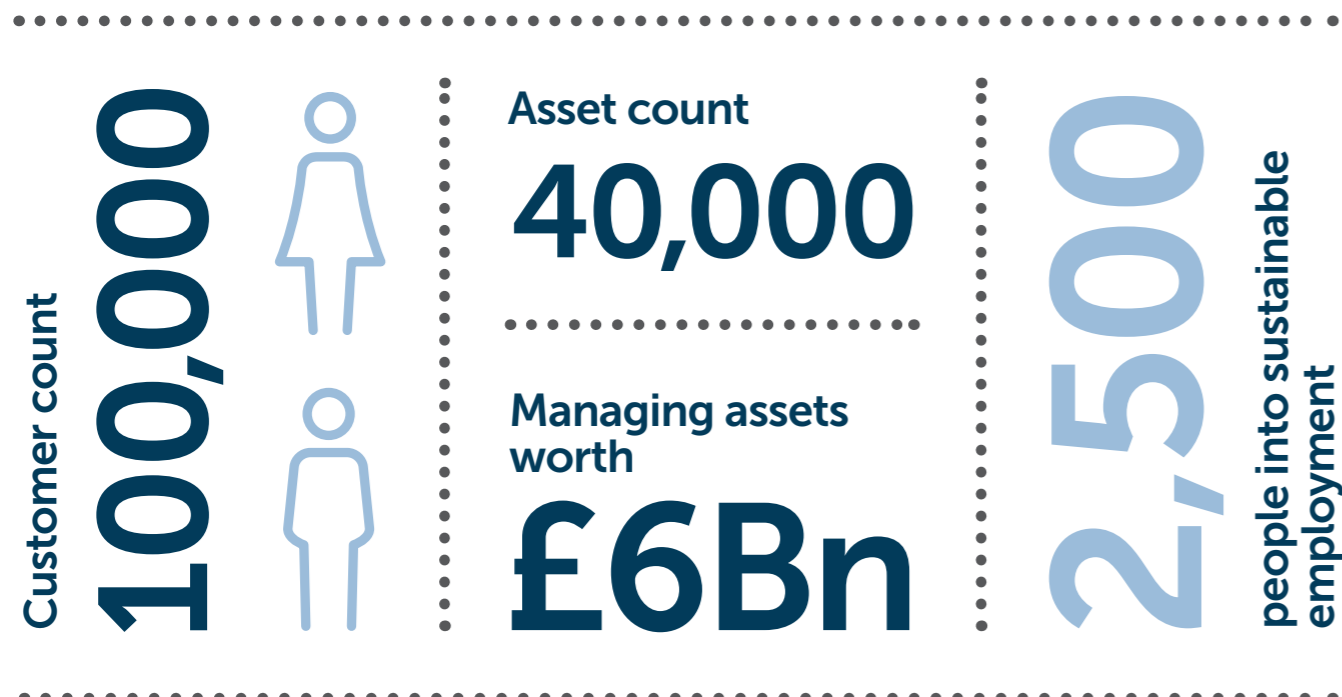 Customer count
100,000
Asset count
40,000
Managing assets
worth
£6Bn
2,500
people into sustainable
employment